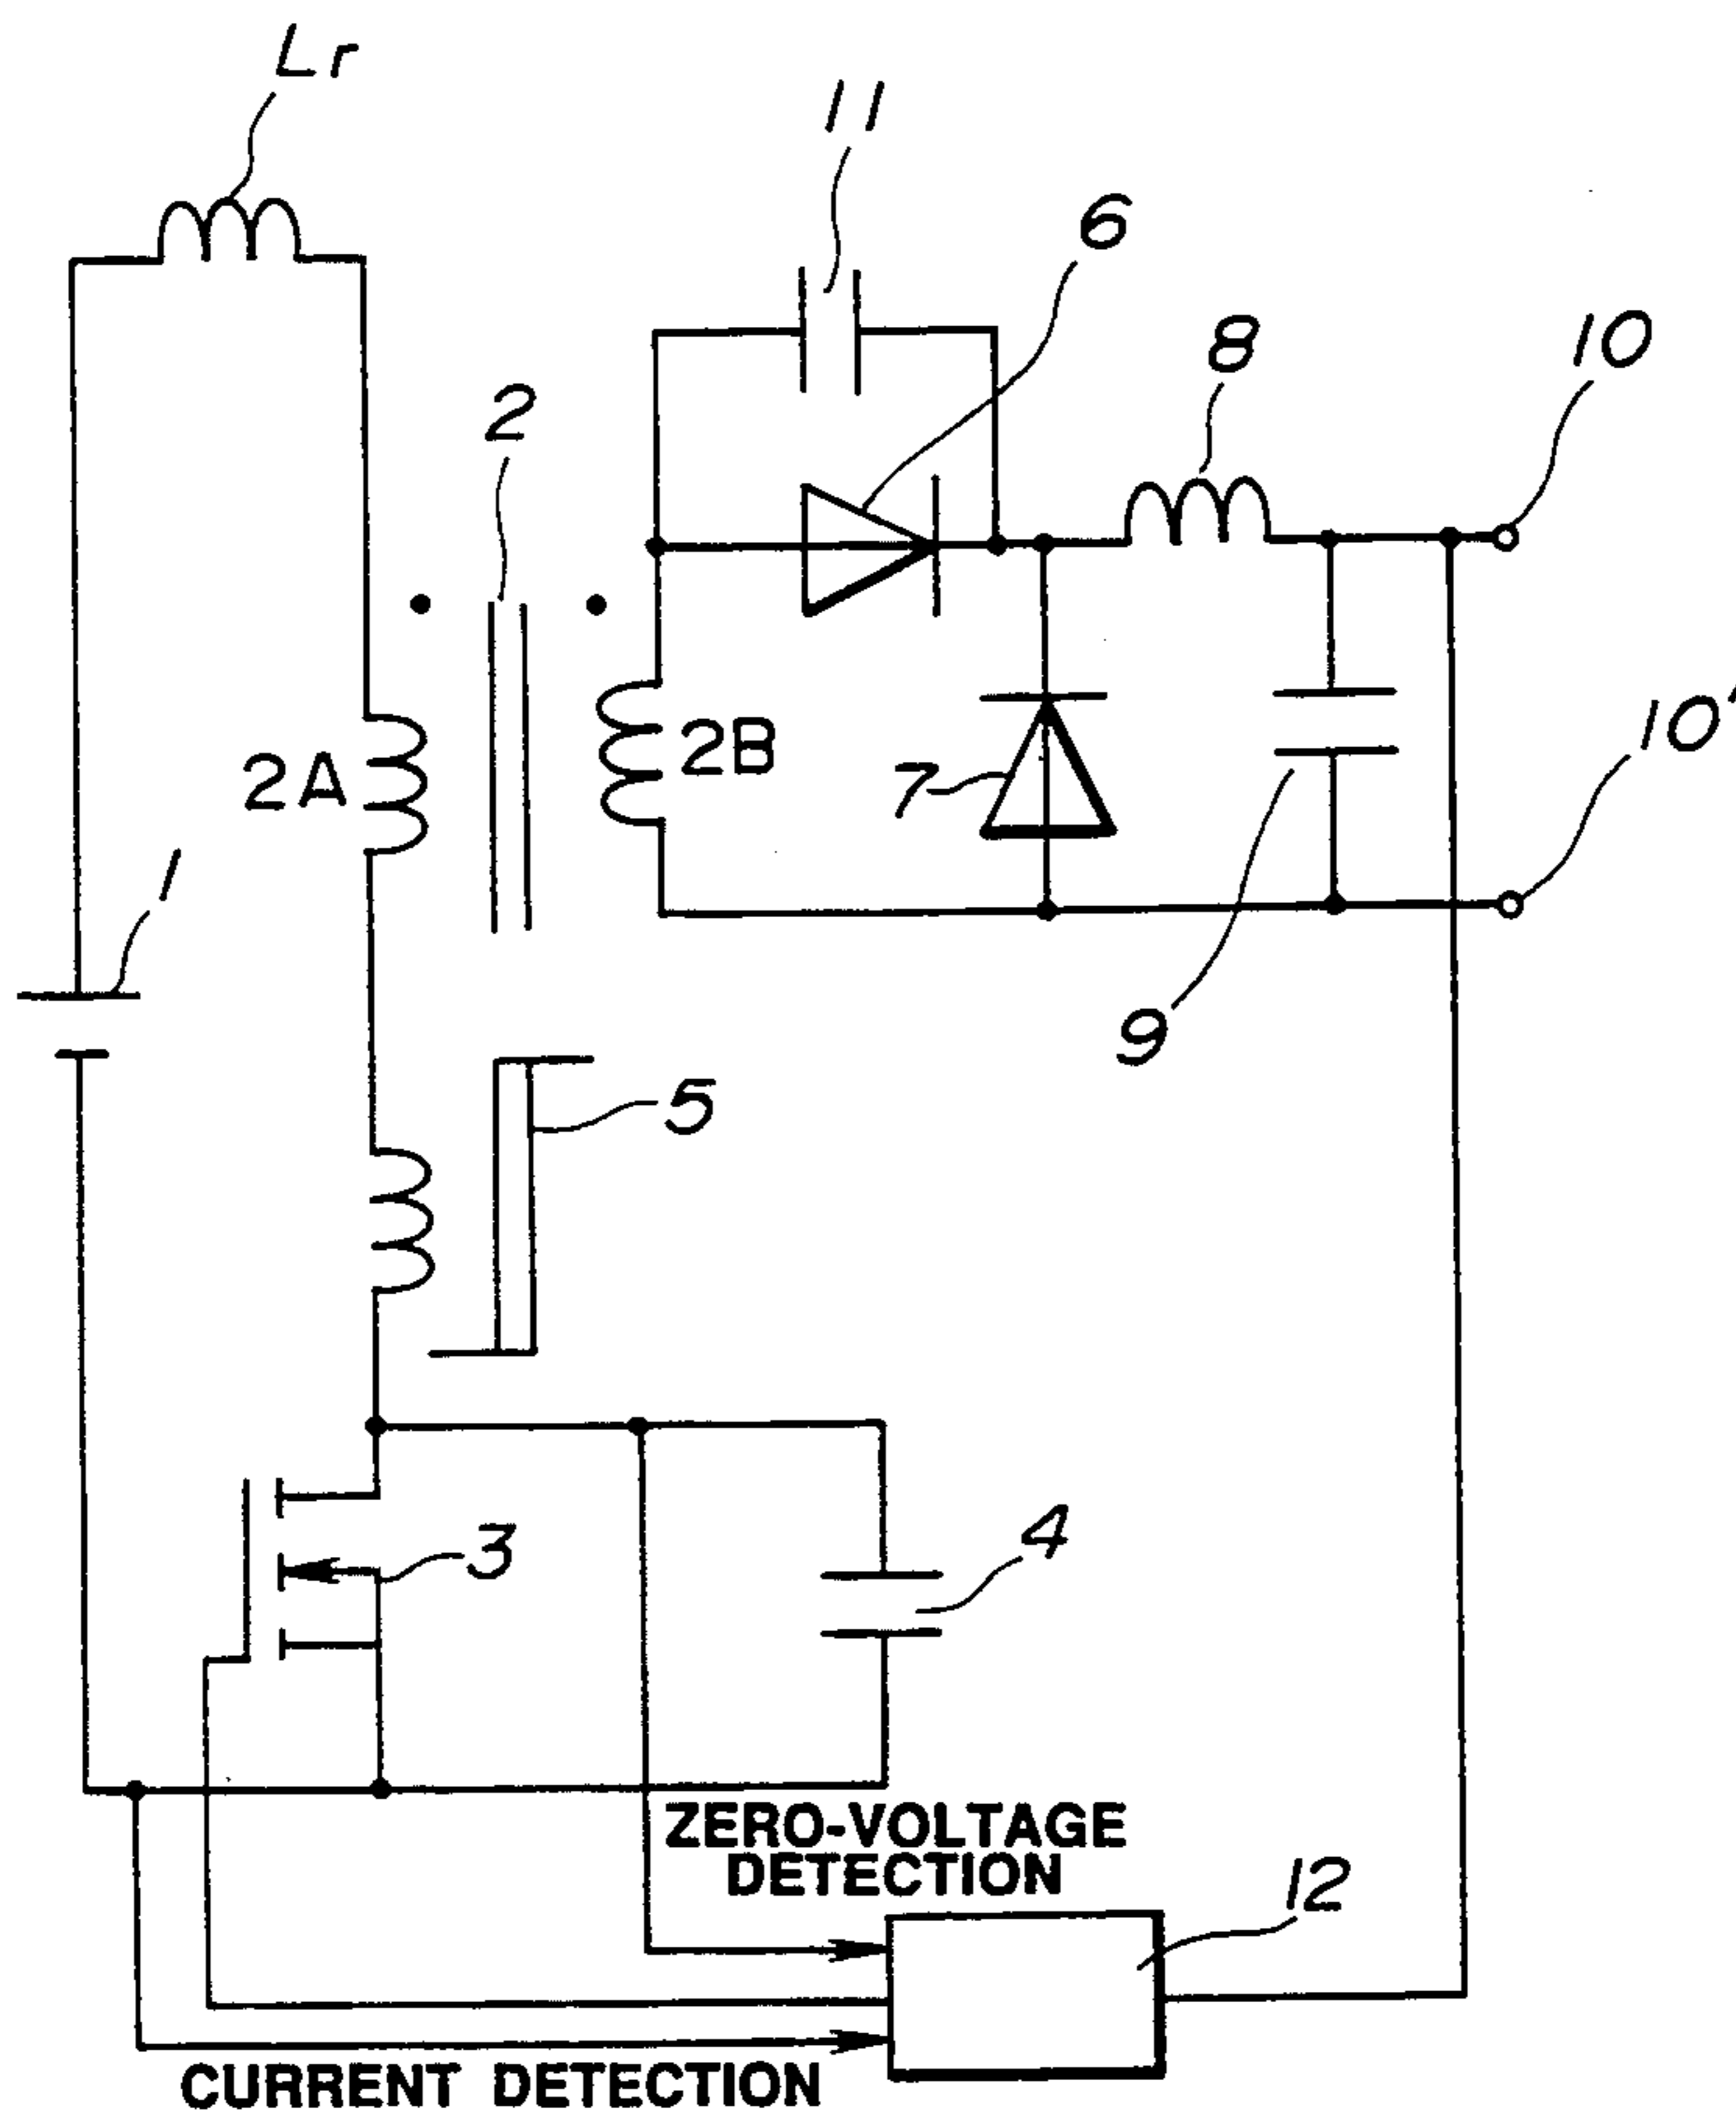 Lr
11
6
8
10
2
2A
2B
7
10'
1
9
5
3
4
ZERO-VOLTAGE
DETECTION
12
CURRENT DETECTION